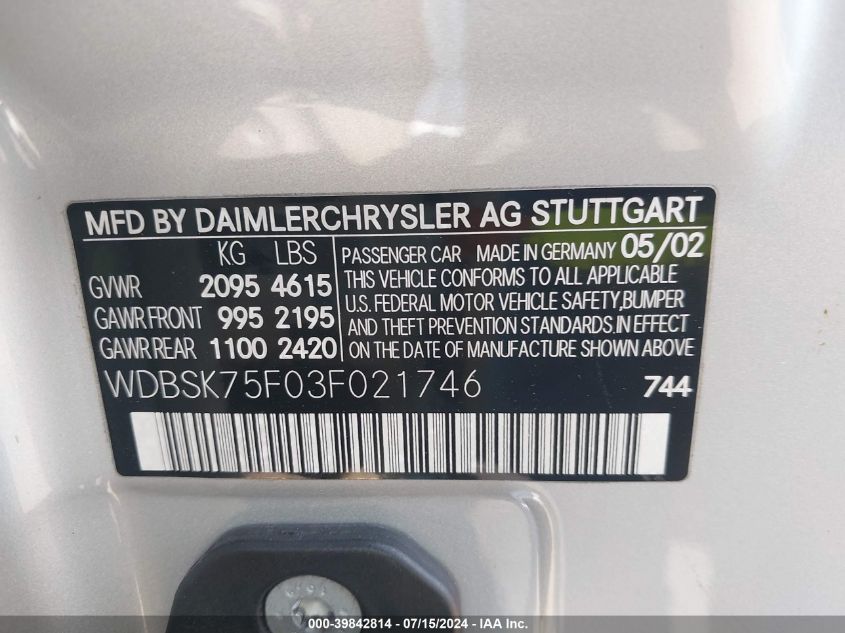 MFD BY DAIMLERCHRYSLER AG STUTTGART
KG LBS
GVWR 2095 4615
GAWR FRONT 995 2195
GAWR REAR 1100 2420
PASSENGER CAR MADE IN GERMANY 05/02
THIS VEHICLE CONFORMS TO ALL APPLICABLE
U.S. FEDERAL MOTOR VEHICLE SAFETY,BUMPER
AND THEFT PREVENTION STANDARDS IN EFFECT
ON THE DATE OF MANUFACTURE SHOWN ABOVE
WDBSK75F03F021746 744
000-39842814 - 07/15/2024 - IAA Inc.